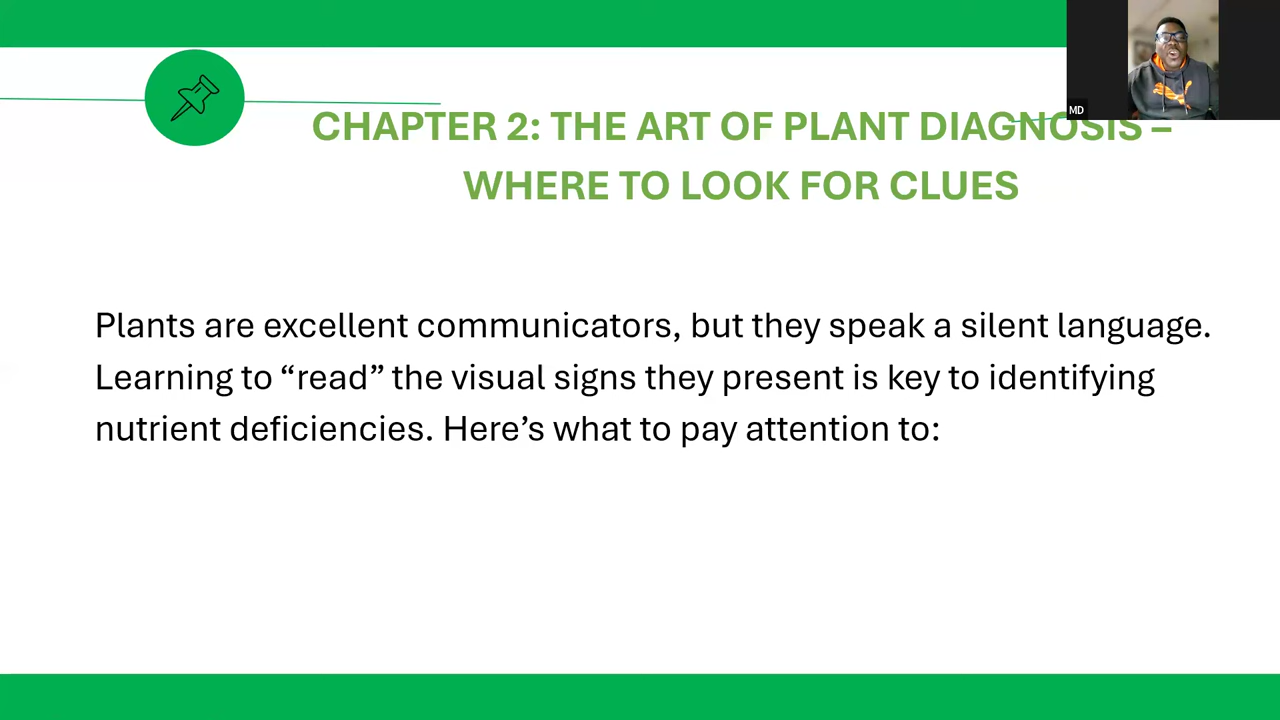 MD
CHAPTER 2: THE ART OF PLANT DIAGNOSIS –
WHERE TO LOOK FOR CLUES
Plants are excellent communicators, but they speak a silent language.
Learning to “read” the visual signs they present is key to identifying
nutrient deficiencies. Here’s what to pay attention to: